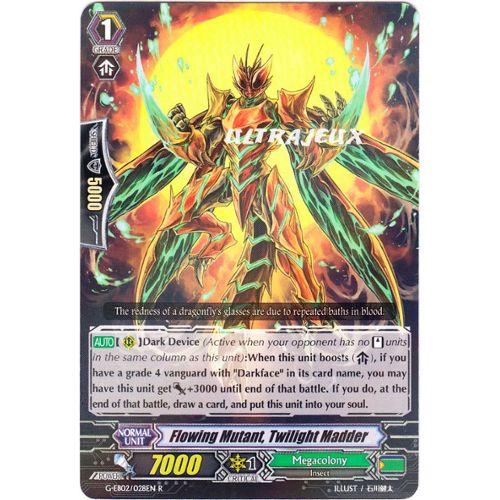 1
GRADE
SHIELD
5000
ULTRAJEUX
The redness of a dragonfly's glasses are due to repeated baths in blood.
AUTO [ ]Dark Device (Active when your opponent has no units
in the same column as this unit):When this unit boosts ( ), if you
have a grade 4 vanguard with "Darkface" in its card name, you may
have this unit get +3000 until end of that battle. If you do, at the
end of that battle, draw a card, and put this unit into your soul.
NORMAL
UNIT
Flowing Mutant, Twilight Madder
POWER
7000
1
CRITICAL
Megacolony
Insect
G-EB02/028EN R
ILLUST / 石川健太